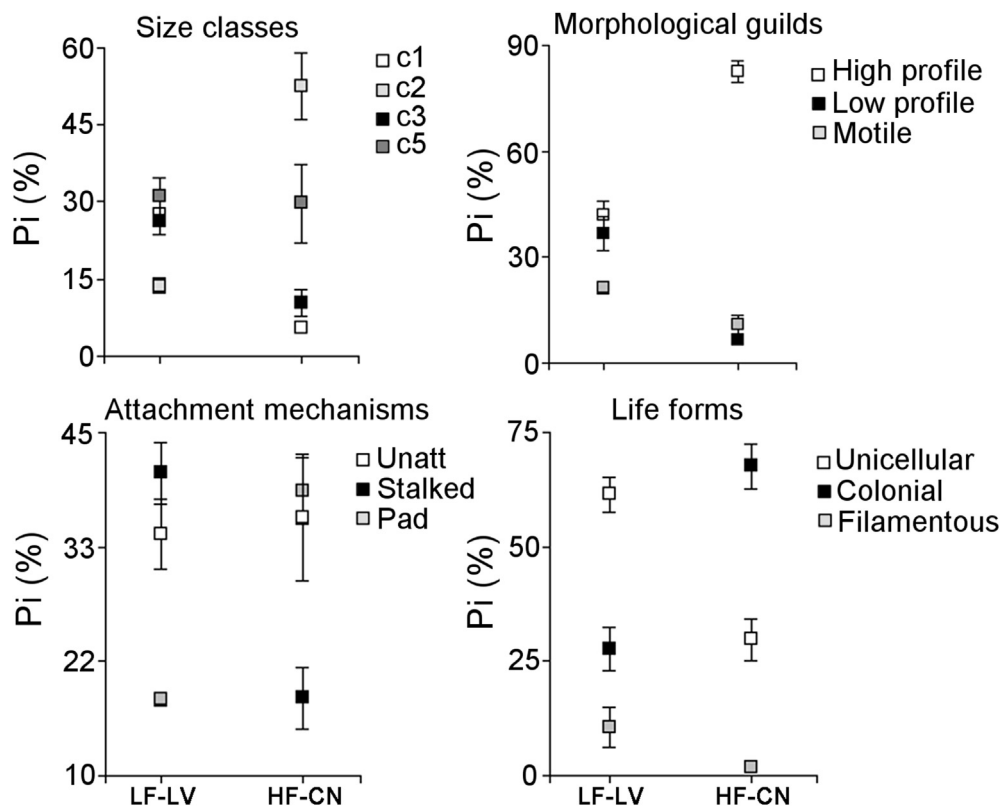 Size classes
60
45
30
15
0
Pi (%)
c1
c2
c3
c5
Morphological guilds
90
60
30
0
Pi (%)
High profile
Low profile
Motile
Attachment mechanisms
45
33
22
10
Pi (%)
Unatt
Stalked
Pad
LF-LV HF-CN
Life forms
75
50
25
0
Pi (%)
Unicellular
Colonial
Filamentous
LF-LV HF-CN